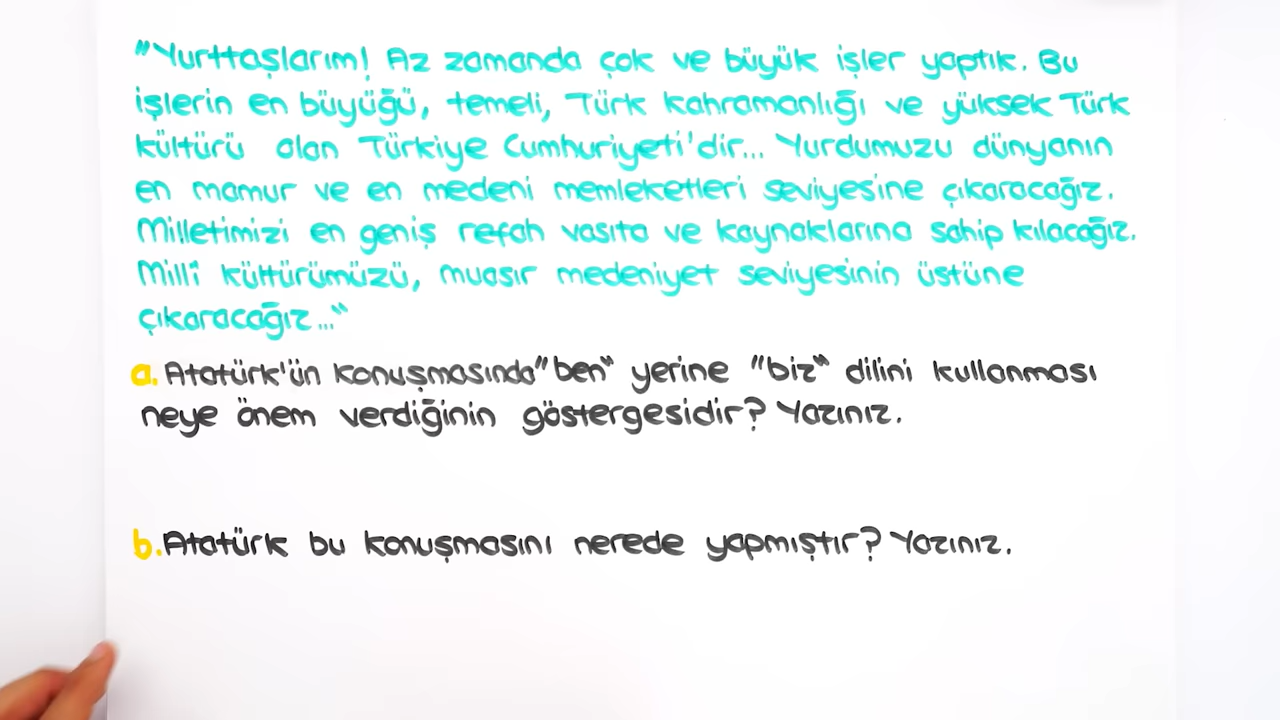 "Yurttaşlarım! Az zamanda çok ve büyük işler yaptık. Bu
işlerin en büyüğü, temeli, Türk kahramanlığı ve yüksek Türk
kültürü olan Türkiye Cumhuriyeti'dir... Yurdumuzu dünyanın
en mamur ve en medeni memleketleri seviyesine çıkaracağız.
Milletimizi en geniş refah vasıta ve kaynaklarına sahip kılacağız.
Millî kültürümüzü, muasır medeniyet seviyesinin üstüne
çıkaracağız..."
a. Atatürk'ün konuşmasında "ben" yerine "biz" dilini kullanması
neye önem verdiğinin göstergesidir? Yazınız.
b. Atatürk bu konuşmasını nerede yapmıştır? Yazınız.